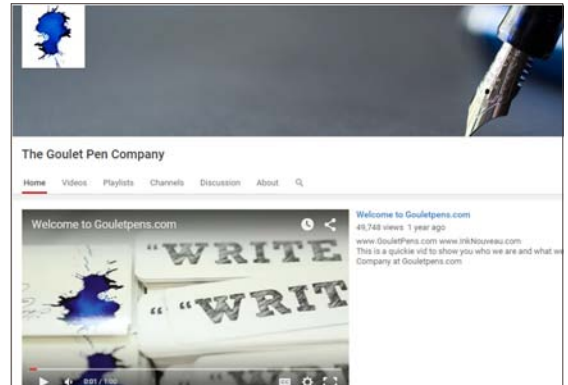 The Goulet Pen Company
Home Videos Playlists Channels Discussion About
Welcome to Gouletpens.com
Welcome to Gouletpens.com
49,748 views 1 year ago
www.GouletPens.com www.InkNouveau.com
This is a quickie vid to show you who we are and what we
Company at Gouletpens.com
"WRITE
"WRIT
0:01 / 1:00